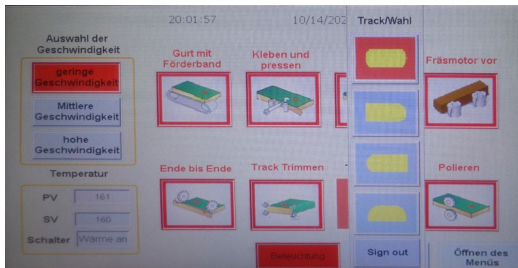 20:01:57
10/14/202
Track/Wahl
Auswahl der
Geschwindigkeit
geringe
Geschwindigkeit
Mittlere
Geschwindigkeit
hohe
Geschwindigkeit
Gurt mit
Förderband
Kleben und
pressen
Fräsmotor vor
Temperatur
PV 161
SV 160
Schalter Wärme an
Ende bis Ende
Track Trimmen
Polieren
Beleuchtung
Sign out
Öffnen des
Menüs